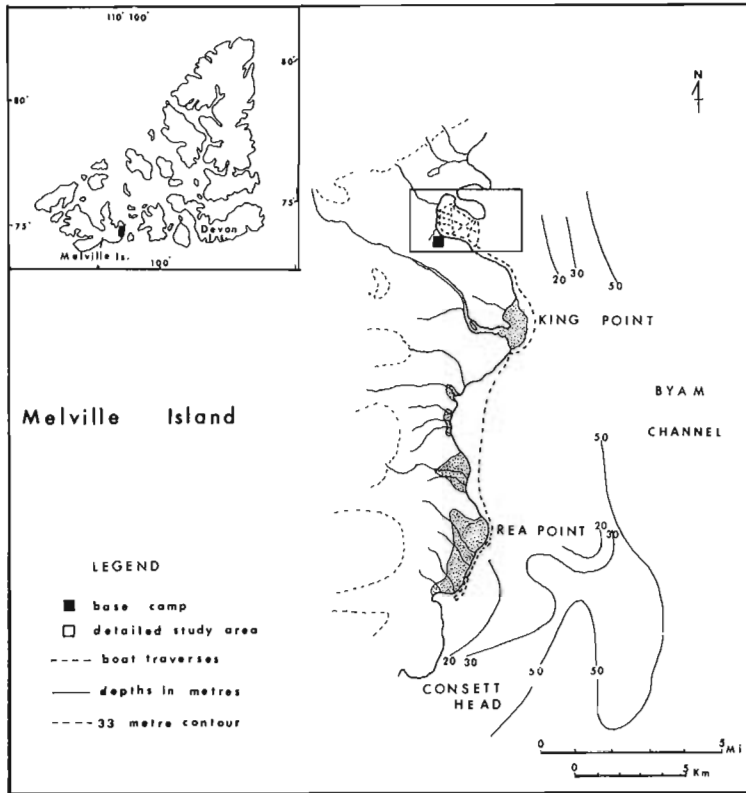 110° 100°
80°
80°
75°
75°
Devon
Melville Is.
100°
N
20
30
50
KING POINT
BYAM
CHANNEL
Melville Island
50
REA POINT
20
30
LEGEND
base camp
detailed study area
boat traverses
depths in metres
33 metre contour
20
30
50
50
50
CONSETT
HEAD
0 5
Mi
0 5
Km